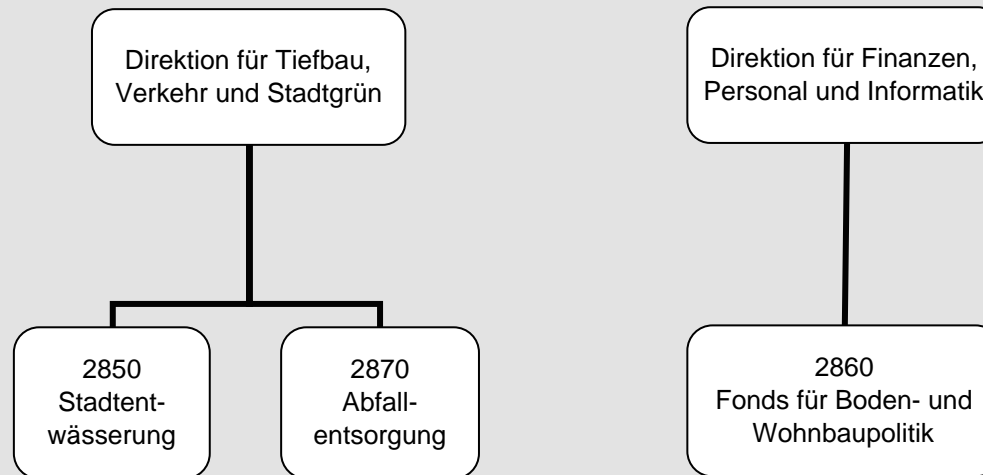 Direktion für Tiefbau,
Verkehr und Stadtgrün
Direktion für Finanzen,
Personal und Informatik
2850
Stadtent-
wässerung
2870
Abfall-
entsorgung
2860
Fonds für Boden- und
Wohnbaupolitik